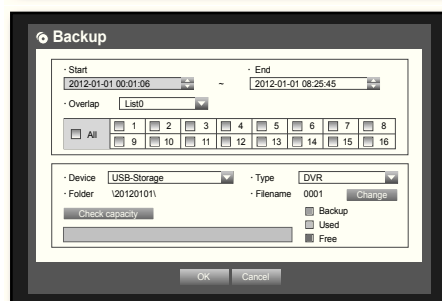 Backup
· Start · End
2012-01-01 00:01:06 ~ 2012-01-01 08:25:45
· Overlap List0
All 1 2 3 4 5 6 7 8
9 10 11 12 13 14 15 16
· Device USB-Storage · Type DVR
· Folder \20120101\ · Filename 0001 Change
Check capacity Backup
Used
Free
OK Cancel